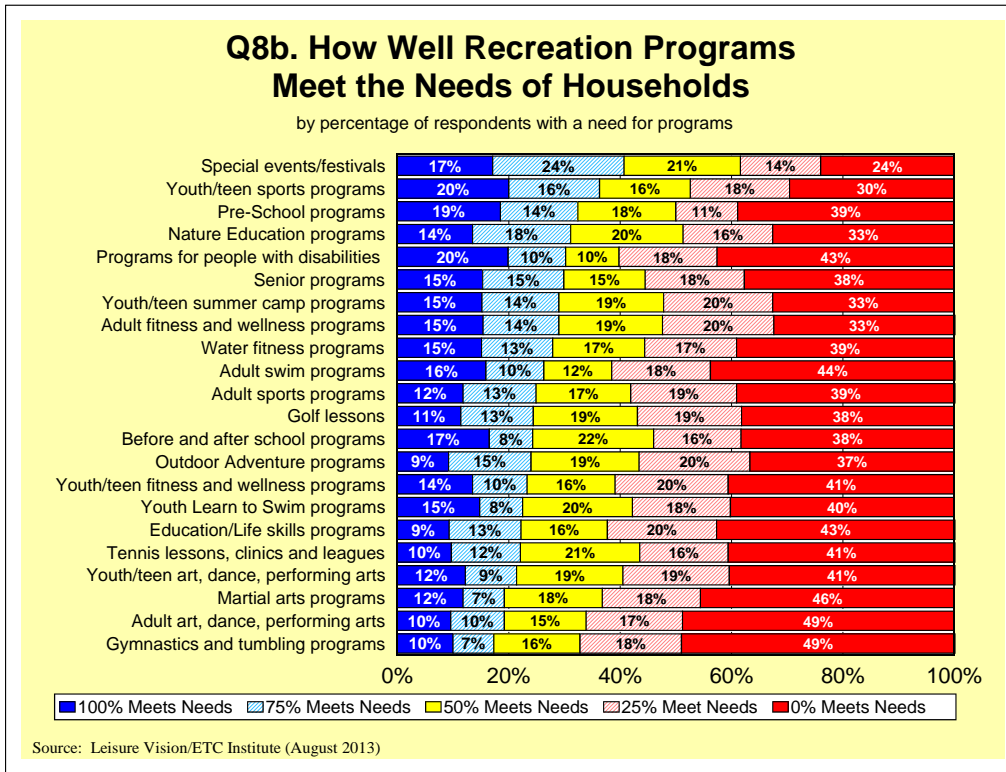 Q8b. How Well Recreation Programs
Meet the Needs of Households
by percentage of respondents with a need for programs
Special events/festivals 17% 24% 21% 14% 24%
Youth/teen sports programs 20% 16% 16% 18% 30%
Pre-School programs 19% 14% 18% 11% 39%
Nature Education programs 14% 18% 20% 16% 33%
Programs for people with disabilities 20% 10% 10% 18% 43%
Senior programs 15% 15% 15% 18% 38%
Youth/teen summer camp programs 15% 14% 19% 20% 33%
Adult fitness and wellness programs 15% 14% 19% 20% 33%
Water fitness programs 15% 13% 17% 17% 39%
Adult swim programs 16% 10% 12% 18% 44%
Adult sports programs 12% 13% 17% 19% 39%
Golf lessons 11% 13% 19% 19% 38%
Before and after school programs 17% 8% 22% 16% 38%
Outdoor Adventure programs 9% 15% 19% 20% 37%
Youth/teen fitness and wellness programs 14% 10% 16% 20% 41%
Youth Learn to Swim programs 15% 8% 20% 18% 40%
Education/Life skills programs 9% 13% 16% 20% 43%
Tennis lessons, clinics and leagues 10% 12% 21% 16% 41%
Youth/teen art, dance, performing arts 12% 9% 19% 19% 41%
Martial arts programs 12% 7% 18% 18% 46%
Adult art, dance, performing arts 10% 10% 15% 17% 49%
Gymnastics and tumbling programs 10% 7% 16% 18% 49%
0% 20% 40% 60% 80% 100%
100% Meets Needs 75% Meets Needs 50% Meets Needs 25% Meet Needs 0% Meets Needs
Source: Leisure Vision/ETC Institute (August 2013)